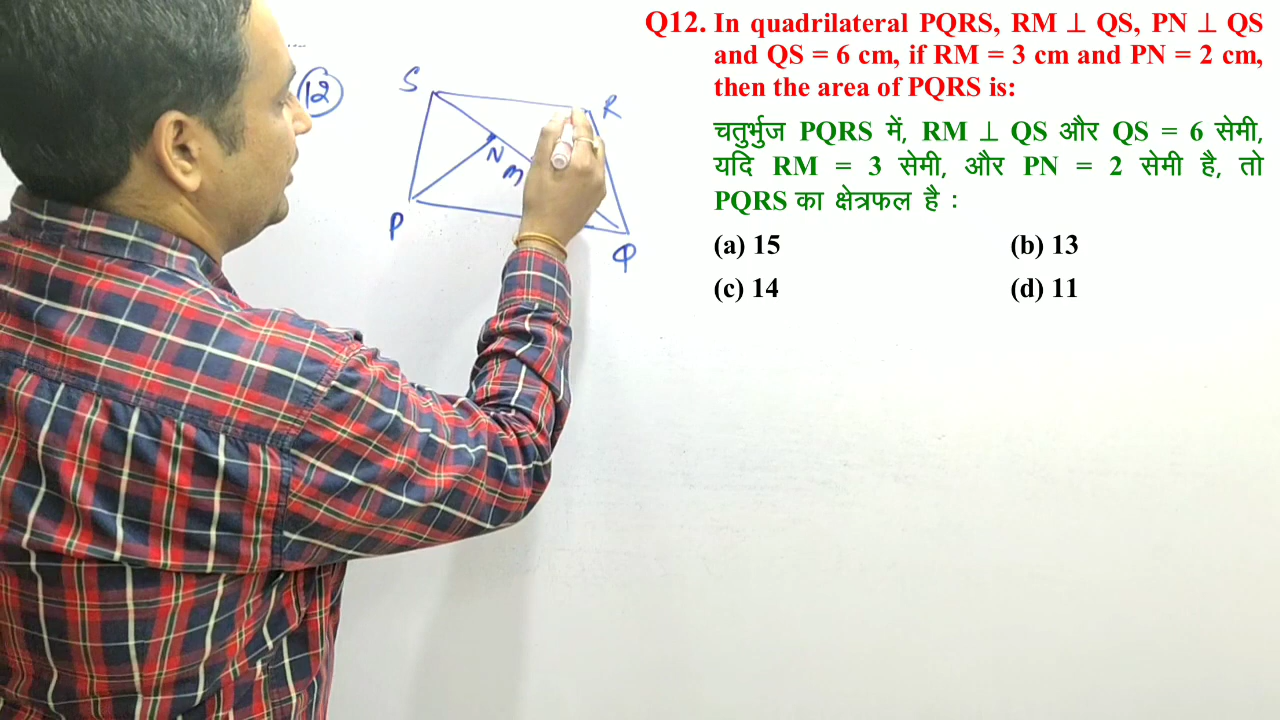 Q12. In quadrilateral PQRS, RM ⊥ QS, PN ⊥ QS
and QS = 6 cm, if RM = 3 cm and PN = 2 cm,
then the area of PQRS is:
चतुर्भुज PQRS में, RM ⊥ QS और QS = 6 सेमी,
यदि RM = 3 सेमी, और PN = 2 सेमी है, तो
PQRS का क्षेत्रफल है :
(a) 15 (b) 13
(c) 14 (d) 11
12
S R
N
M
P
Q